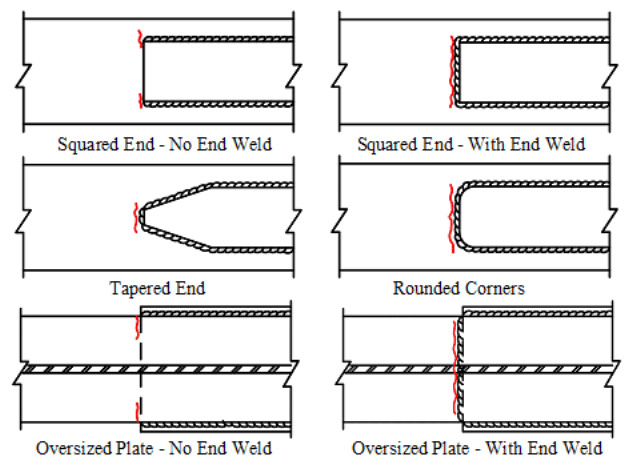 Squared End - No End Weld
Squared End - With End Weld
Tapered End
Rounded Corners
Oversized Plate - No End Weld
Oversized Plate - With End Weld